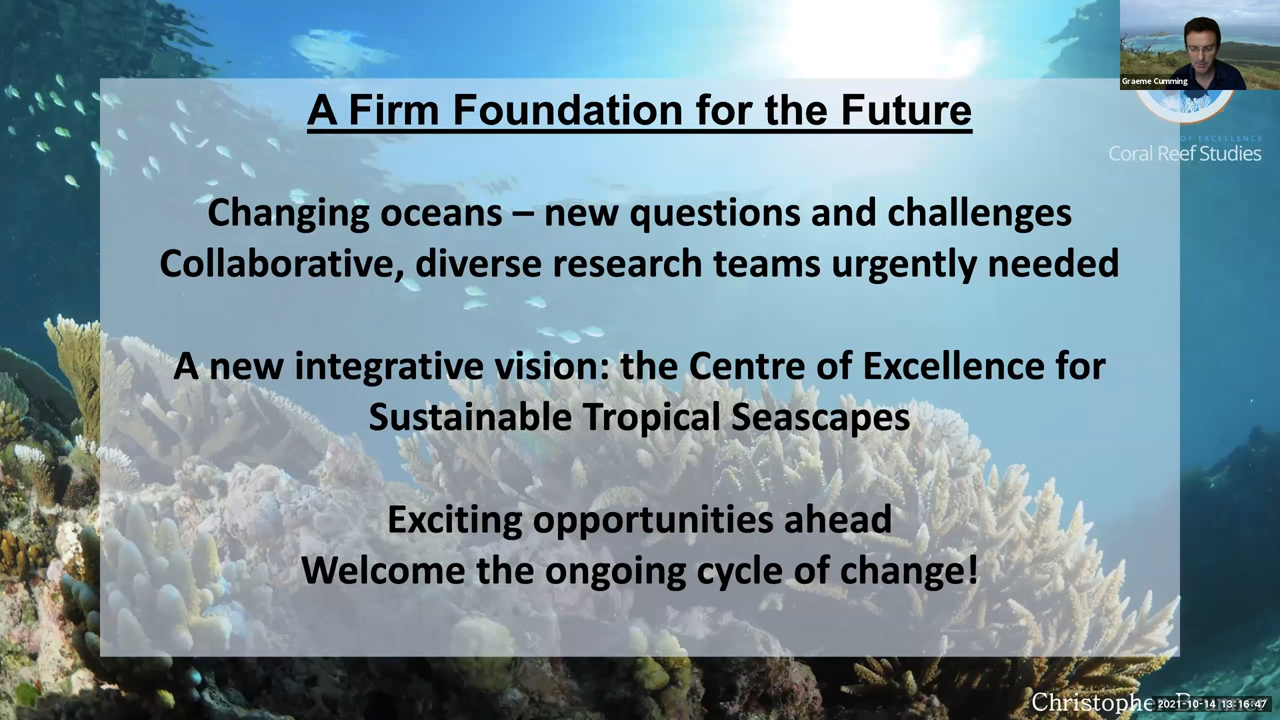 Graeme Cumming
A Firm Foundation for the Future
OF EXCELLENCE
Coral Reef Studies
Changing oceans – new questions and challenges
Collaborative, diverse research teams urgently needed
A new integrative vision: the Centre of Excellence for
Sustainable Tropical Seascapes
Exciting opportunities ahead
Welcome the ongoing cycle of change!
2021-10-14 13:16:47